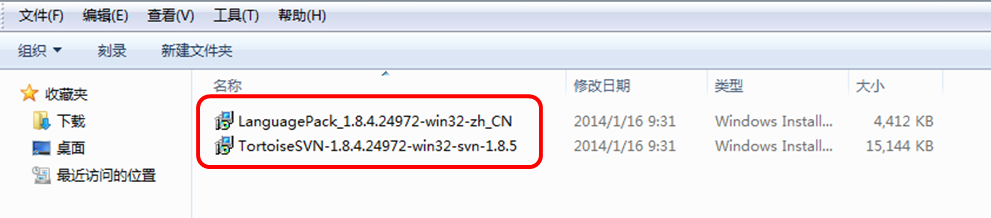 文件(F) 编辑(E) 查看(V) 工具(T) 帮助(H)
组织 刻录 新建文件夹
名称 修改日期 类型 大小
收藏夹
下载
桌面
最近访问的位置
LanguagePack_1.8.4.24972-win32-zh_CN 2014/1/16 9:31 Windows Install... 4,412 KB
TortoiseSVN-1.8.4.24972-win32-svn-1.8.5 2014/1/16 9:31 Windows Install... 15,144 KB